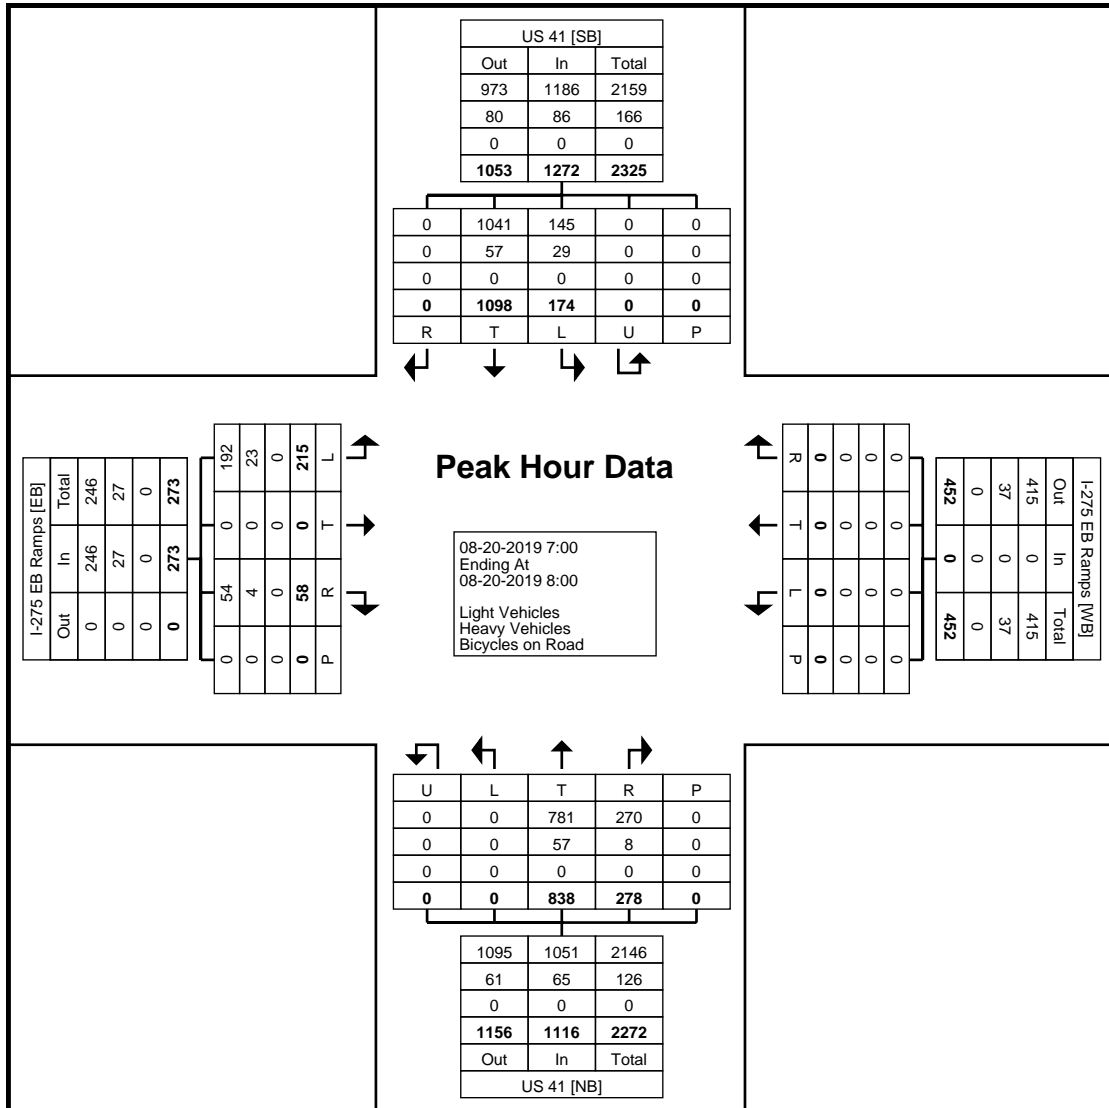 US 41 [SB]
Out In Total
973 1186 2159
80 86 166
0 0 0
1053 1272 2325
0 1041 145 0 0
0 57 29 0 0
0 0 0 0 0
0 1098 174 0 0
R T L U P
I-275 EB Ramps [EB]
Total 246 27 0 273
In 246 27 0 273
Out 0 0 0 0
192 23 0 215 L
0 0 0 0 T
54 4 0 58 R
0 0 0 0 P
Peak Hour Data
08-20-2019 7:00
Ending At
08-20-2019 8:00
Light Vehicles
Heavy Vehicles
Bicycles on Road
R 0 0 0 0
T 0 0 0 0
L 0 0 0 0
P 0 0 0 0
I-275 EB Ramps [WB]
Out In Total
415 0 415
37 0 37
0 0 0
452 0 452
U L T R P
0 0 781 270 0
0 0 57 8 0
0 0 0 0 0
0 0 838 278 0
1095 1051 2146
61 65 126
0 0 0
1156 1116 2272
Out In Total
US 41 [NB]